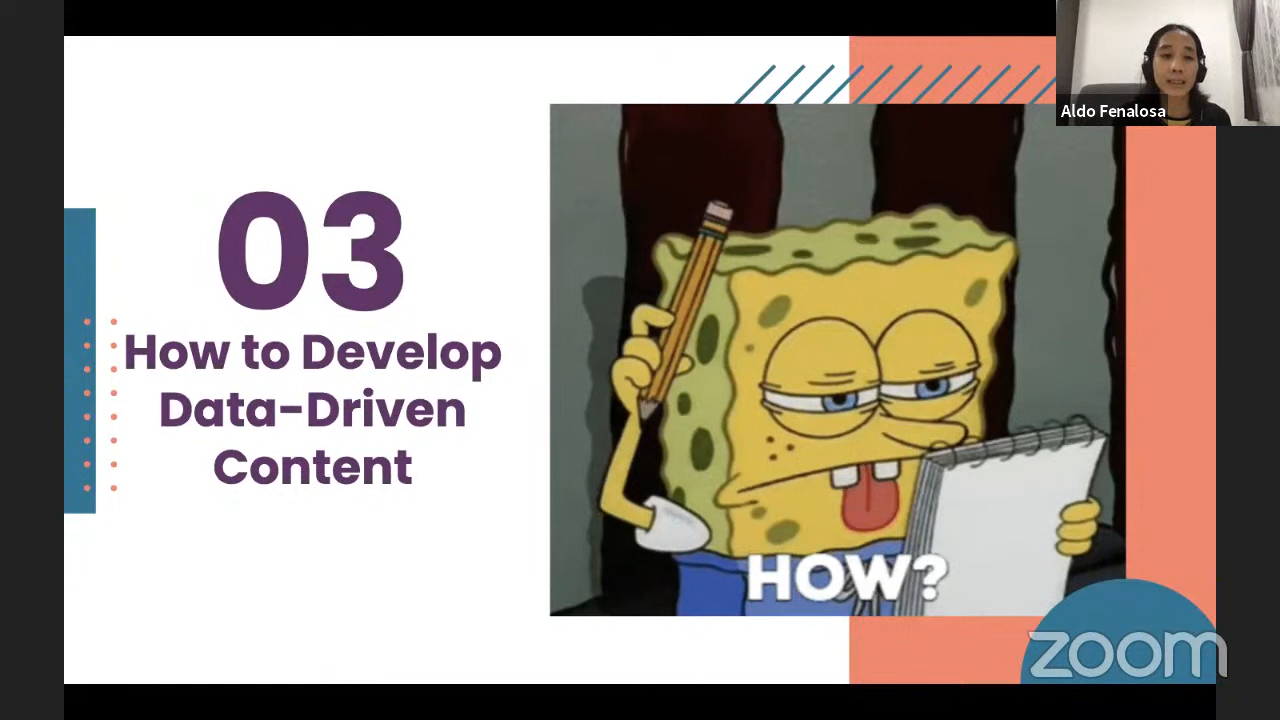 03
How to Develop
Data-Driven
Content
HOW?
Aldo Fenalosa
zoom